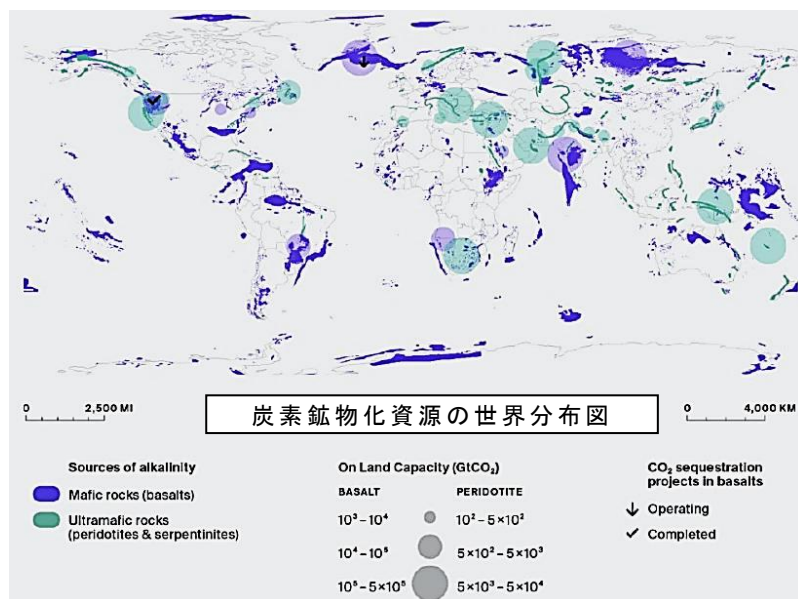 0 2,500 MI
炭素鉱物化資源の世界分布図
0 4,000 KM
Sources of alkalinity
Mafic rocks (basalts)
Ultramafic rocks
(peridotites & serpentinites)
On Land Capacity (GtCO₂)
BASALT PERIDOTITE
10³ – 10⁴ 10² – 5×10²
10⁴ – 10⁵ 5×10² – 5×10³
10⁵ – 5×10⁵ 5×10³ – 5×10⁴
CO₂ sequestration
projects in basalts
Operating
Completed